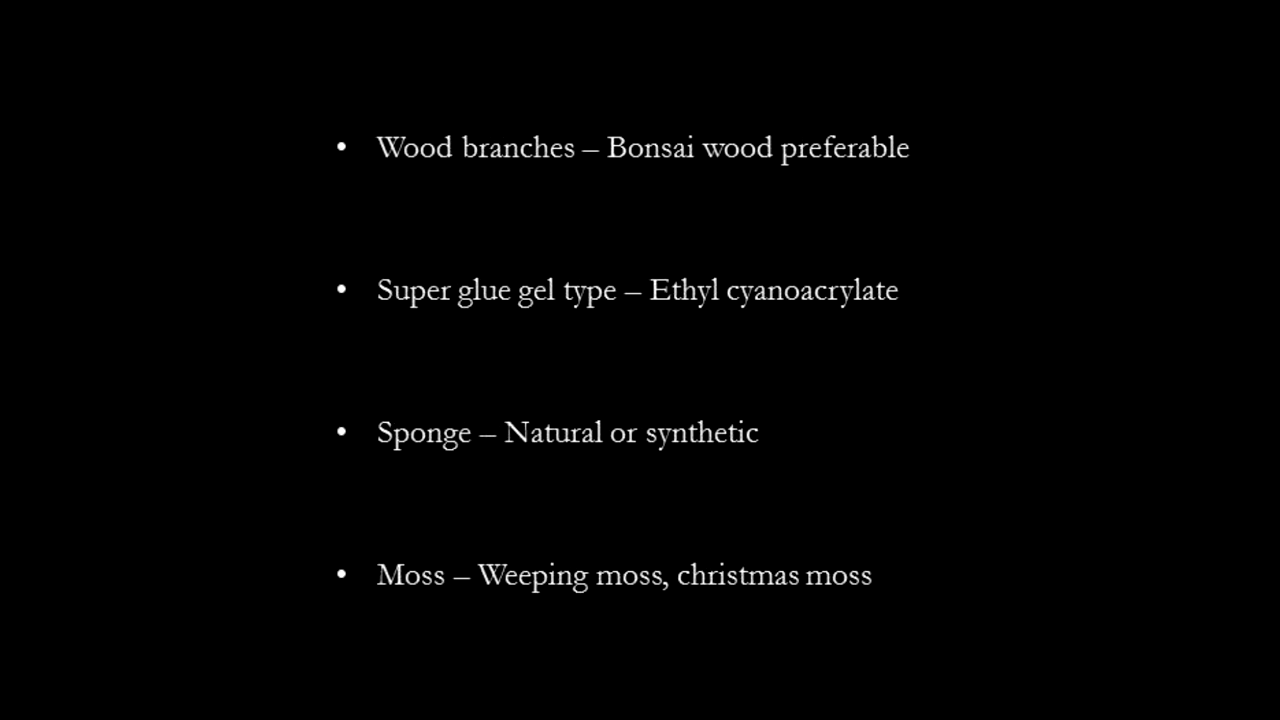 • Wood branches – Bonsai wood preferable
• Super glue gel type – Ethyl cyanoacrylate
• Sponge – Natural or synthetic
• Moss – Weeping moss, christmas moss